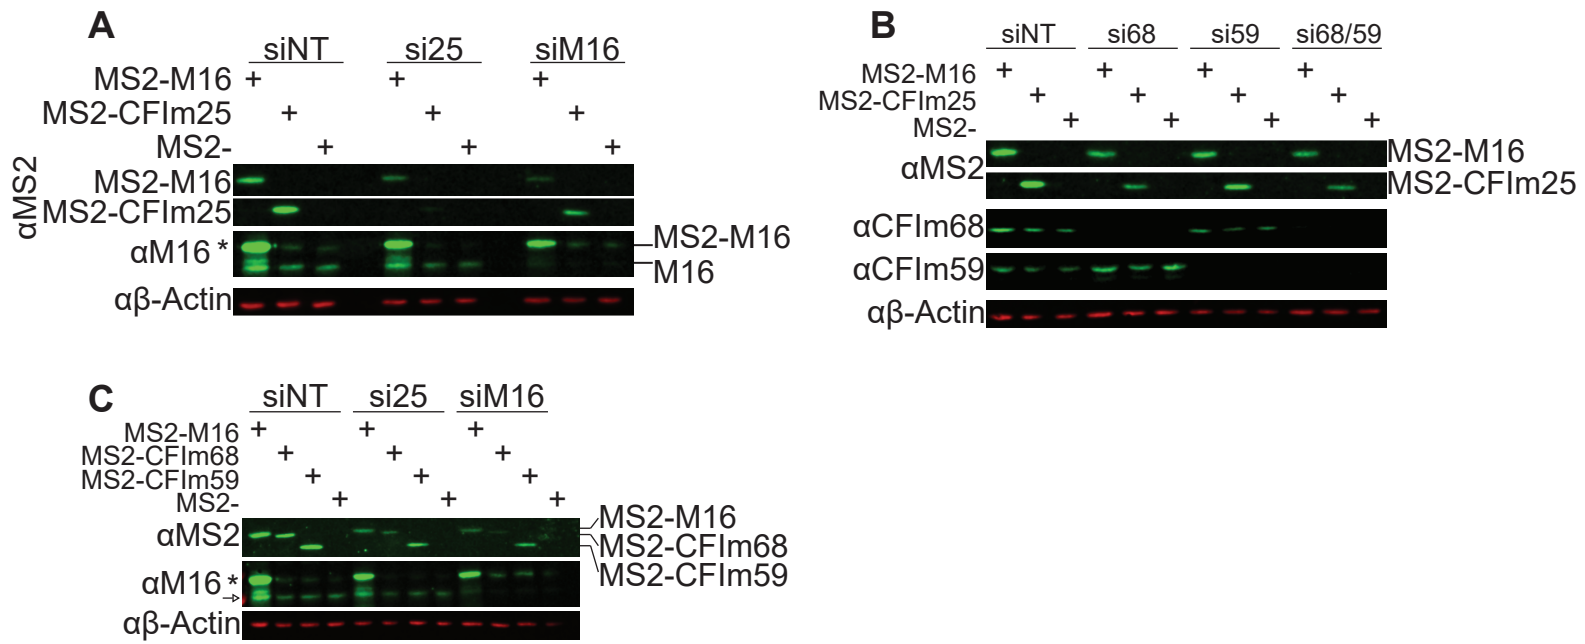 A
siNT si25 siM16
MS2-M16 + + +
MS2-CFIm25 + + +
MS2- + + +
αMS2
MS2-M16
MS2-CFIm25
αM16 *
MS2-M16
M16
αβ-Actin
B
siNT si68 si59 si68/59
MS2-M16 + + + +
MS2-CFIm25 + + + +
MS2- + + + +
αMS2
MS2-M16
MS2-CFIm25
αCFIm68
αCFIm59
αβ-Actin
C
siNT si25 siM16
MS2-M16 + + +
MS2-CFIm68 + + +
MS2-CFIm59 + + +
MS2- + + +
αMS2
MS2-M16
MS2-CFIm68
MS2-CFIm59
αM16 *
αβ-Actin